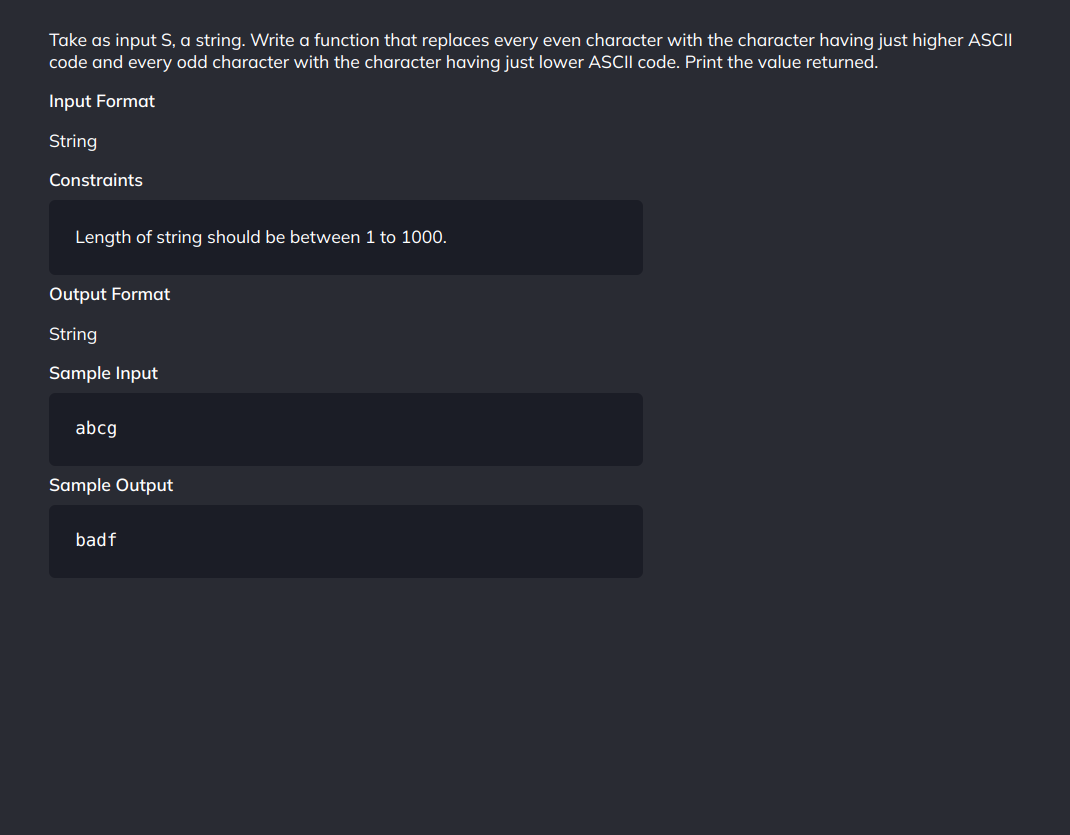 Take as input S, a string. Write a function that replaces every even character with the character having just higher ASCII
code and every odd character with the character having just lower ASCII code. Print the value returned.
Input Format
String
Constraints
Length of string should be between 1 to 1000.
Output Format
String
Sample Input
abcg
Sample Output
badf